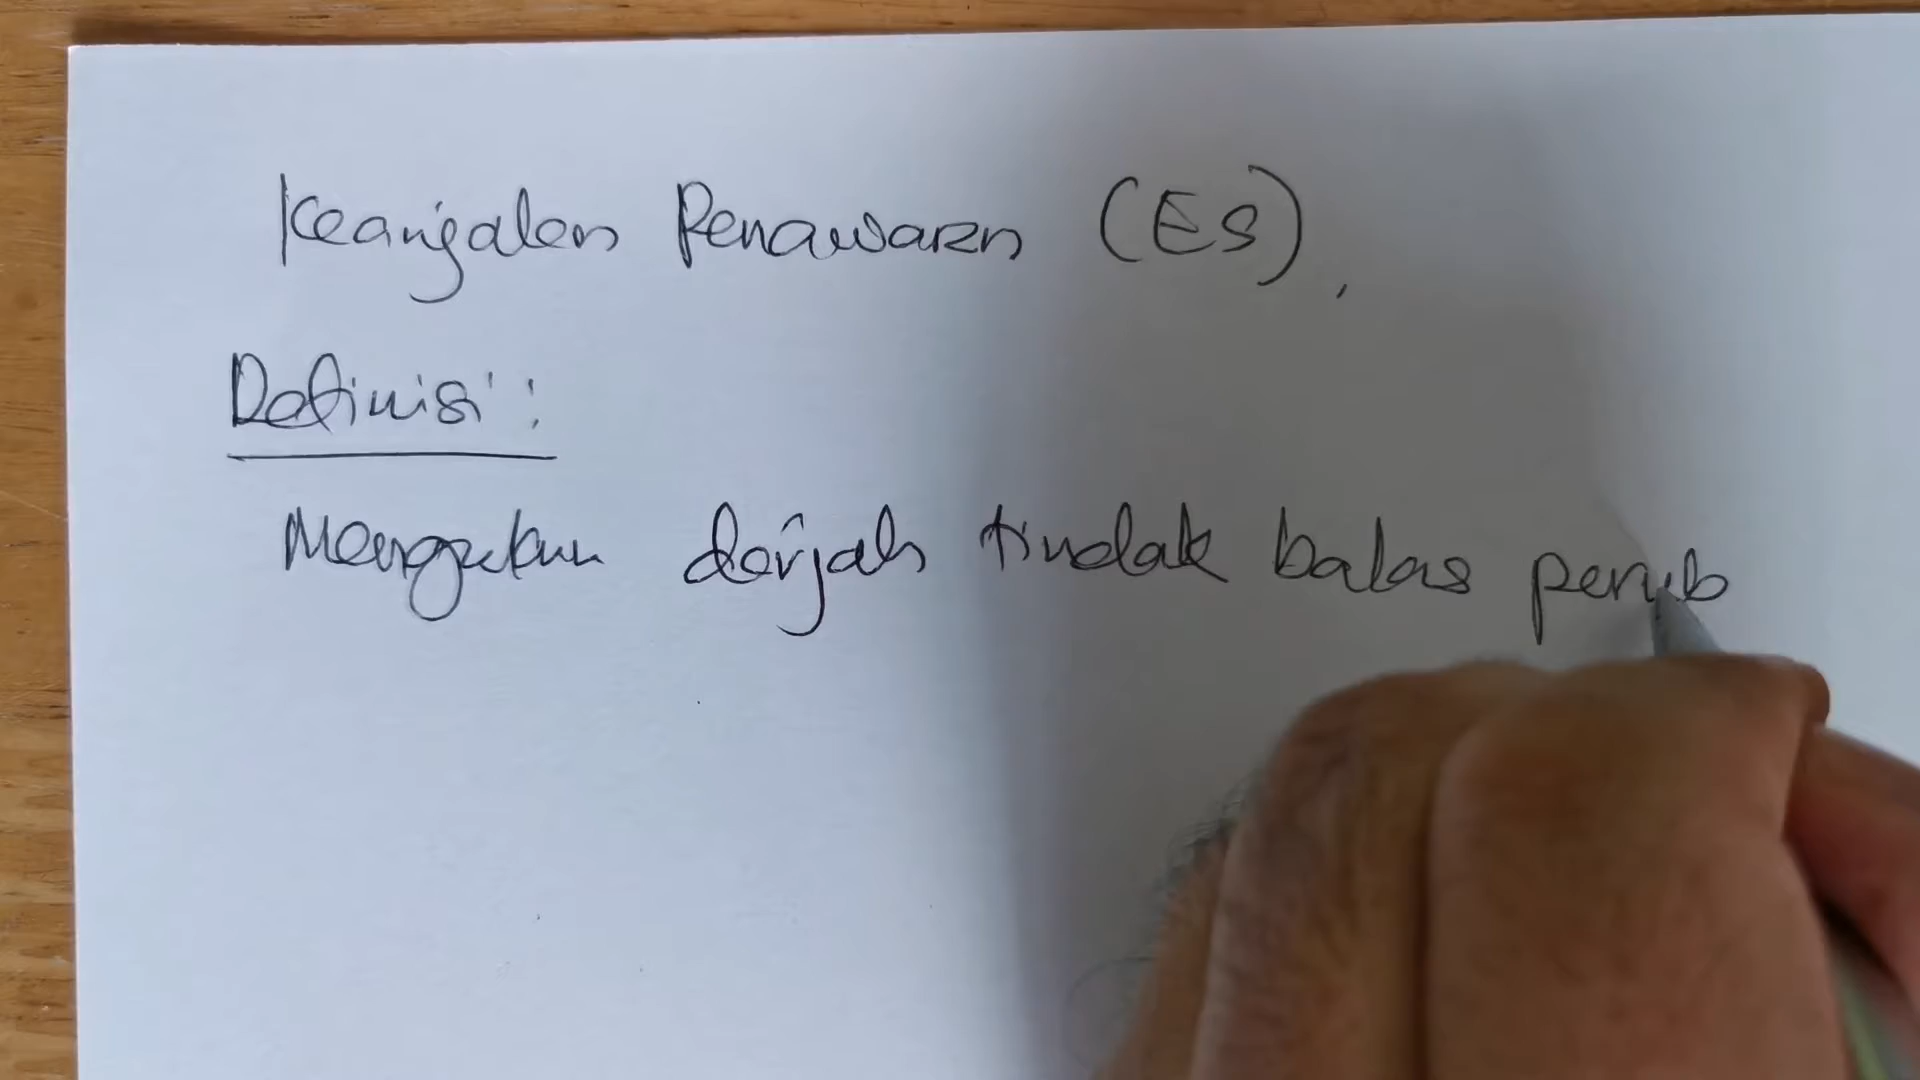 Keanjalan Penawaran (ES),
Definisi:
Mengukur darjah tindak balas perub